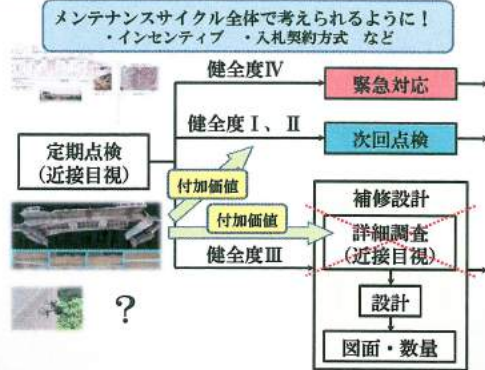 メンテナンスサイクル全体で考えられるように！
・インセンティブ ・入札契約方式 など
健全度Ⅳ
緊急対応
健全度Ⅰ、Ⅱ
次回点検
定期点検
(近接目視)
付加価値
付加価値
健全度Ⅲ
補修設計
詳細調査
(近接目視)
設計
図面・数量
？